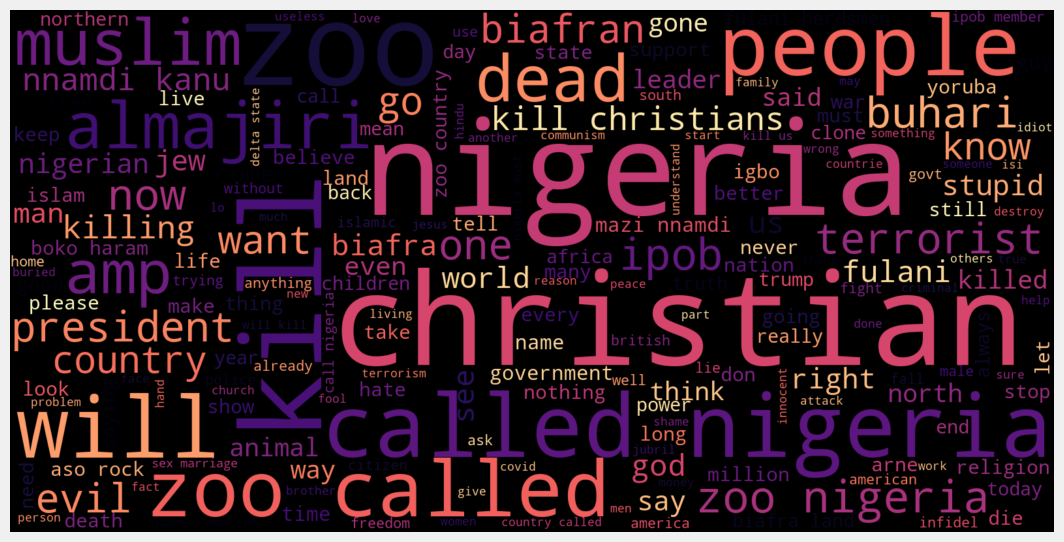 northern
useless
love
biafran
gone
ipob member
muslim
zoo
use
day
state
support
people
nnamdi kanu
dead
leader
family
may
yoruba
live
call
go
south
said
war
must
buhari
idiot
almajiri
keep
delta state
mean
zoo country
hindu
kill christians
communism
start
kill us
another
clone
something
wrong
know
nigerian
jew
believe
nigeria
understand
igbo
countrie
govt
someone
isi
islam
now
without
land
back
better
stupid
man
lo
much
islamic
jesus
tell
mazi nnamdi
us
still
destroy
killing
kill
want
biafra
one
africa
ipob
never
terrorist
boko haram
home
life
even
many
nation
others
true
buried
amp
trying
anything
children
world
reason
peace
truth
trump
fulani
killed
fight
criminal
please
make
thing
new
christian
help
president
will kill
living
take
every
name
british
going
part
really
done
always
let
country
year
call nigeria
already
terrorism
government
well
lie
don
male
sure
look
face
church
hate
see
nothing
think
right
fall
north
stop
problem
hand
show
fool
power
innocent
attack
will
called
shame
long
nigeria
end
animal
ask
jubril
aso rock
sex marriage
way
citizen
covid
god
million
arne
work
religion
need
evil
fact
zoo called
give
say
money
zoo nigeria
american
today
person
death
brother
time
freedom
women
country called
men
america
biafra land
infidel
die